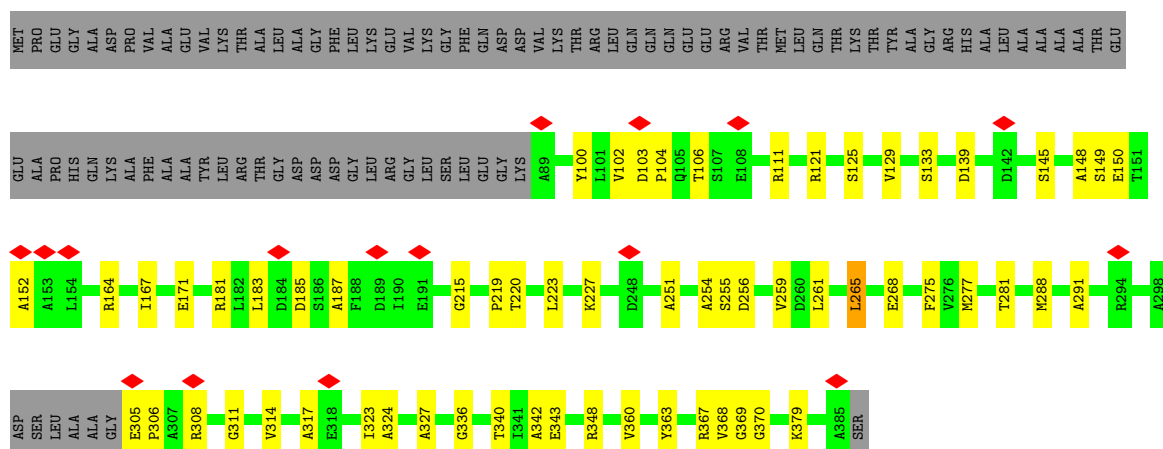 MET PRO GLU GLY ALA ASP PRO VAL ALA GLU VAL LYS THR ALA LEU ALA GLY PHE LEU LYS GLU VAL LYS GLY PHE GLN ASP ASP VAL LYS THR ARG LEU GLN GLN GLN GLU GLU ARG VAL THR MET LEU GLN THR LYS THR TYR ALA GLY ARG HIS ALA LEU ALA ALA ALA ALA THR GLU
GLU ALA PRO HIS GLN LYS ALA PHE ALA ALA TYR LEU ARG THR GLY ASP ASP ASP GLY LEU ARG GLY LEU SER LEU GLU GLY LYS A89 Y100 L101 V102 D103 P104 Q105 T106 S107 E108 R111 R121 S125 V129 S133 D139 D142 S145 A148 S149 E150 T151
A152 A153 L154 R164 I167 E171 R181 L182 L183 D184 D185 S186 A187 F188 D189 I190 E191 G215 P219 T220 L223 K227 D248 A251 A254 S255 D256 V259 D260 L261 L265 E268 F275 V276 M277 T281 M288 A291 R294 A298
ASP SER LEU ALA ALA GLY E305 P306 A307 R308 G311 V314 A317 E318 I323 A324 A327 G336 T340 I341 A342 E343 R348 V360 Y363 R367 V368 G369 G370 K379 A385 SER